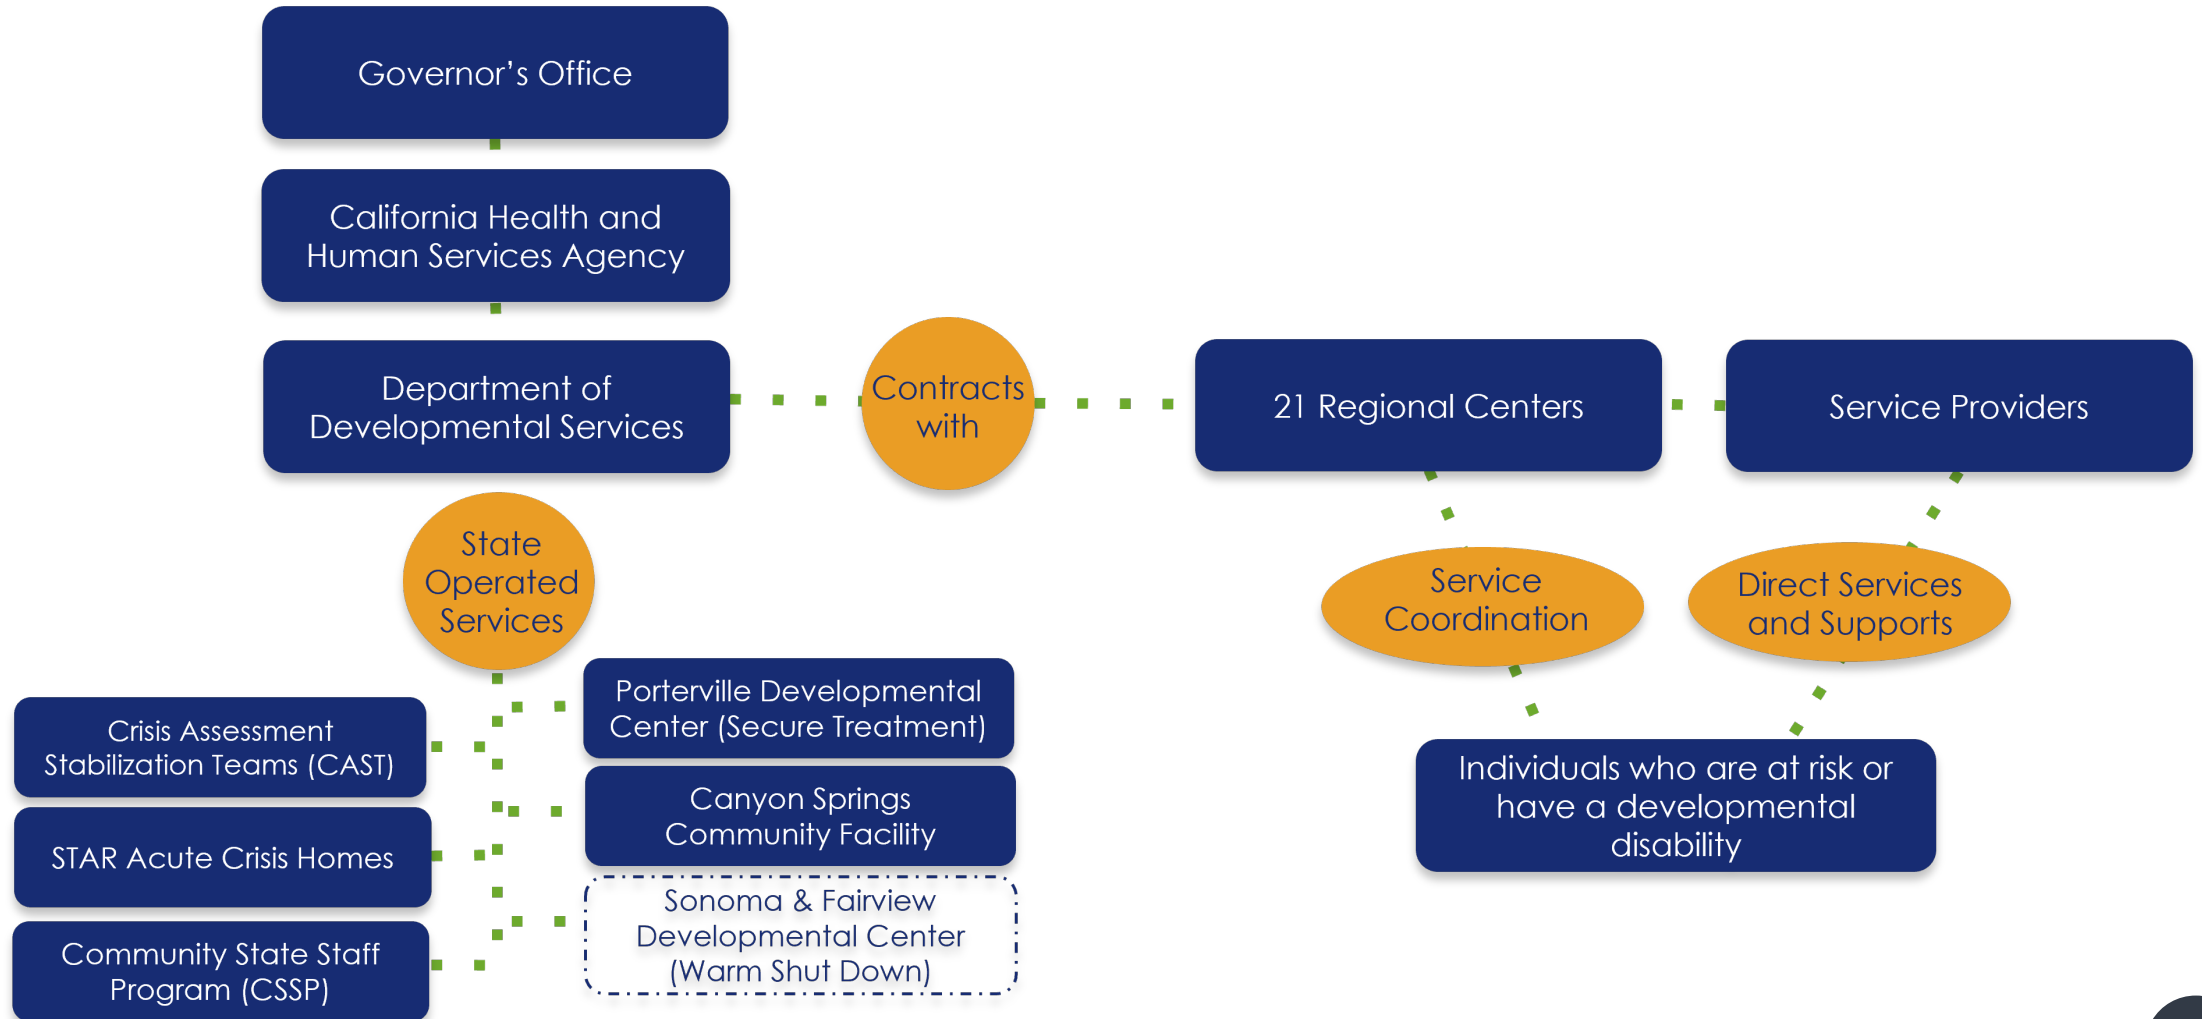 Governor’s Office
California Health and
Human Services Agency
Department of
Developmental Services
Contracts
with
21 Regional Centers
Service Providers
State
Operated
Services
Service
Coordination
Direct Services
and Supports
Crisis Assessment
Stabilization Teams (CAST)
STAR Acute Crisis Homes
Community State Staff
Program (CSSP)
Porterville Developmental
Center (Secure Treatment)
Canyon Springs
Community Facility
Sonoma & Fairview
Developmental Center
(Warm Shut Down)
Individuals who are at risk or
have a developmental
disability